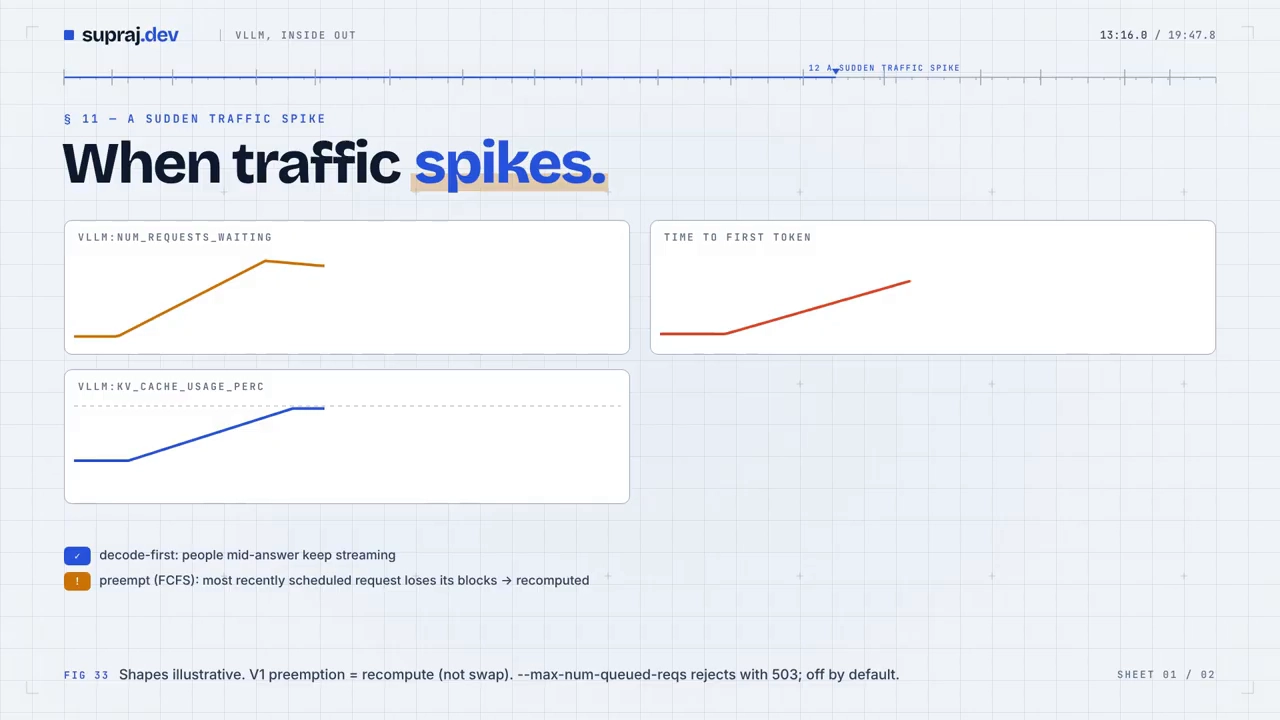 supraj.dev
VLLM, INSIDE OUT
13:16.0 / 19:47.8
12 A SUDDEN TRAFFIC SPIKE
§ 11 — A SUDDEN TRAFFIC SPIKE
When traffic spikes.
VLLM:NUM_REQUESTS_WAITING
TIME TO FIRST TOKEN
VLLM:KV_CACHE_USAGE_PERC
✓ decode-first: people mid-answer keep streaming
! preempt (FCFS): most recently scheduled request loses its blocks → recomputed
FIG 33 Shapes illustrative. V1 preemption = recompute (not swap). --max-num-queued-reqs rejects with 503; off by default.
SHEET 01 / 02